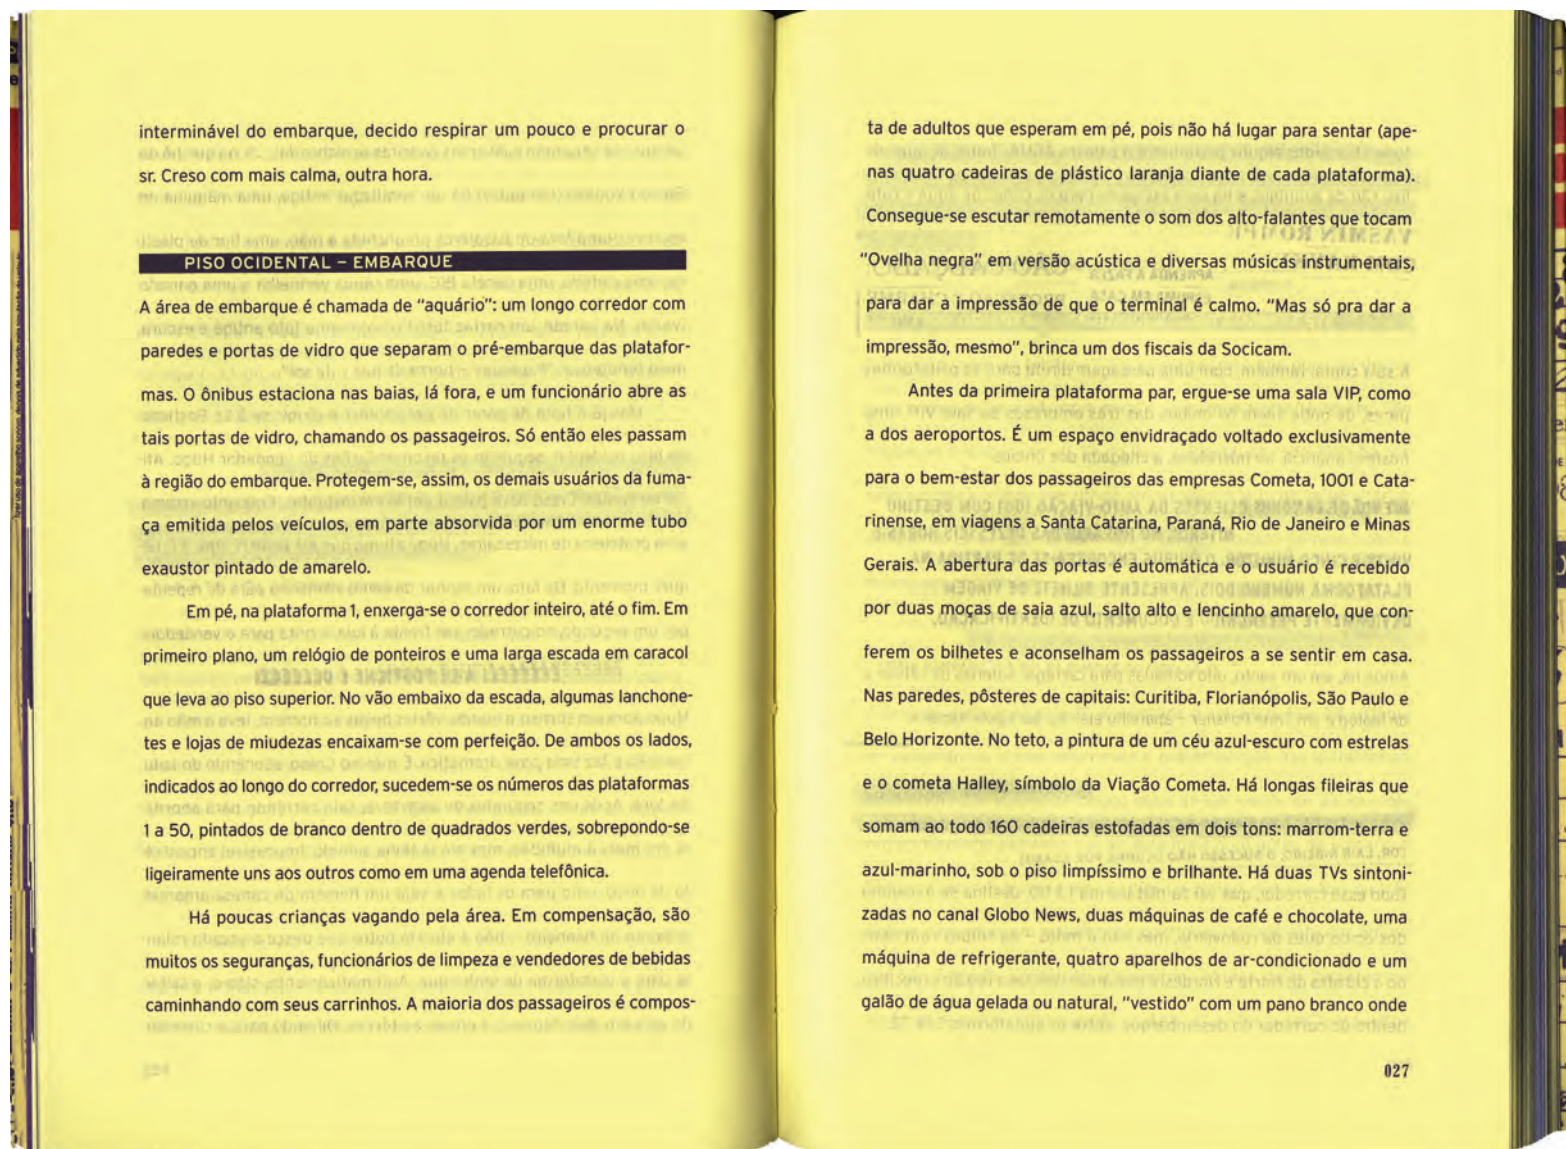 interminável do embarque, decido respirar um pouco e procurar o
sr. Creso com mais calma, outra hora.
PISO OCIDENTAL – EMBARQUE
A área de embarque é chamada de "aquário": um longo corredor com
paredes e portas de vidro que separam o pré-embarque das platafor-
mas. O ônibus estaciona nas baias, lá fora, e um funcionário abre as
tais portas de vidro, chamando os passageiros. Só então eles passam
à região do embarque. Protegem-se, assim, os demais usuários da fuma-
ça emitida pelos veículos, em parte absorvida por um enorme tubo
exaustor pintado de amarelo.
Em pé, na plataforma 1, enxerga-se o corredor inteiro, até o fim. Em
primeiro plano, um relógio de ponteiros e uma larga escada em caracol
que leva ao piso superior. No vão embaixo da escada, algumas lanchone-
tes e lojas de miudezas encaixam-se com perfeição. De ambos os lados,
indicados ao longo do corredor, sucedem-se os números das plataformas
1 a 50, pintados de branco dentro de quadrados verdes, sobrepondo-se
ligeiramente uns aos outros como em uma agenda telefônica.
Há poucas crianças vagando pela área. Em compensação, são
muitos os seguranças, funcionários de limpeza e vendedores de bebidas
caminhando com seus carrinhos. A maioria dos passageiros é compos-
ta de adultos que esperam em pé, pois não há lugar para sentar (ape-
nas quatro cadeiras de plástico laranja diante de cada plataforma).
Consegue-se escutar remotamente o som dos alto-falantes que tocam
"Ovelha negra" em versão acústica e diversas músicas instrumentais,
para dar a impressão de que o terminal é calmo. "Mas só pra dar a
impressão, mesmo", brinca um dos fiscais da Socicam.
Antes da primeira plataforma par, ergue-se uma sala VIP, como
a dos aeroportos. É um espaço envidraçado voltado exclusivamente
para o bem-estar dos passageiros das empresas Cometa, 1001 e Cata-
rinense, em viagens a Santa Catarina, Paraná, Rio de Janeiro e Minas
Gerais. A abertura das portas é automática e o usuário é recebido
por duas moças de saia azul, salto alto e lencinho amarelo, que con-
ferem os bilhetes e aconselham os passageiros a se sentir em casa.
Nas paredes, pôsteres de capitais: Curitiba, Florianópolis, São Paulo e
Belo Horizonte. No teto, a pintura de um céu azul-escuro com estrelas
e o cometa Halley, símbolo da Viação Cometa. Há longas fileiras que
somam ao todo 160 cadeiras estofadas em dois tons: marrom-terra e
azul-marinho, sob o piso limpíssimo e brilhante. Há duas TVs sintoni-
zadas no canal Globo News, duas máquinas de café e chocolate, uma
máquina de refrigerante, quatro aparelhos de ar-condicionado e um
galão de água gelada ou natural, "vestido" com um pano branco onde
027